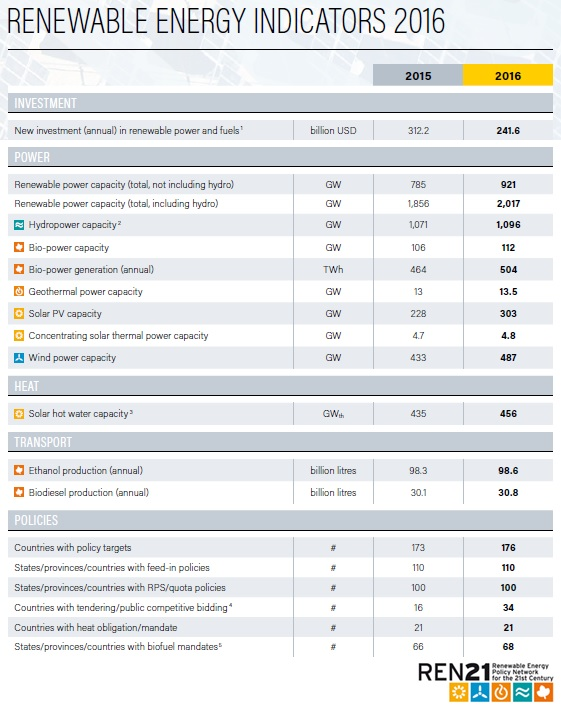 RENEWABLE ENERGY INDICATORS 2016
2015 2016
INVESTMENT
New investment (annual) in renewable power and fuels¹ billion USD 312.2 241.6
POWER
Renewable power capacity (total, not including hydro) GW 785 921
Renewable power capacity (total, including hydro) GW 1,856 2,017
Hydropower capacity² GW 1,071 1,096
Bio-power capacity GW 106 112
Bio-power generation (annual) TWh 464 504
Geothermal power capacity GW 13 13.5
Solar PV capacity GW 228 303
Concentrating solar thermal power capacity GW 4.7 4.8
Wind power capacity GW 433 487
HEAT
Solar hot water capacity³ GWth 435 456
TRANSPORT
Ethanol production (annual) billion litres 98.3 98.6
Biodiesel production (annual) billion litres 30.1 30.8
POLICIES
Countries with policy targets # 173 176
States/provinces/countries with feed-in policies # 110 110
States/provinces/countries with RPS/quota policies # 100 100
Countries with tendering/public competitive bidding⁴ # 16 34
Countries with heat obligation/mandate # 21 21
States/provinces/countries with biofuel mandates⁵ # 66 68
REN21 Renewable Energy
Policy Network
for the 21st Century